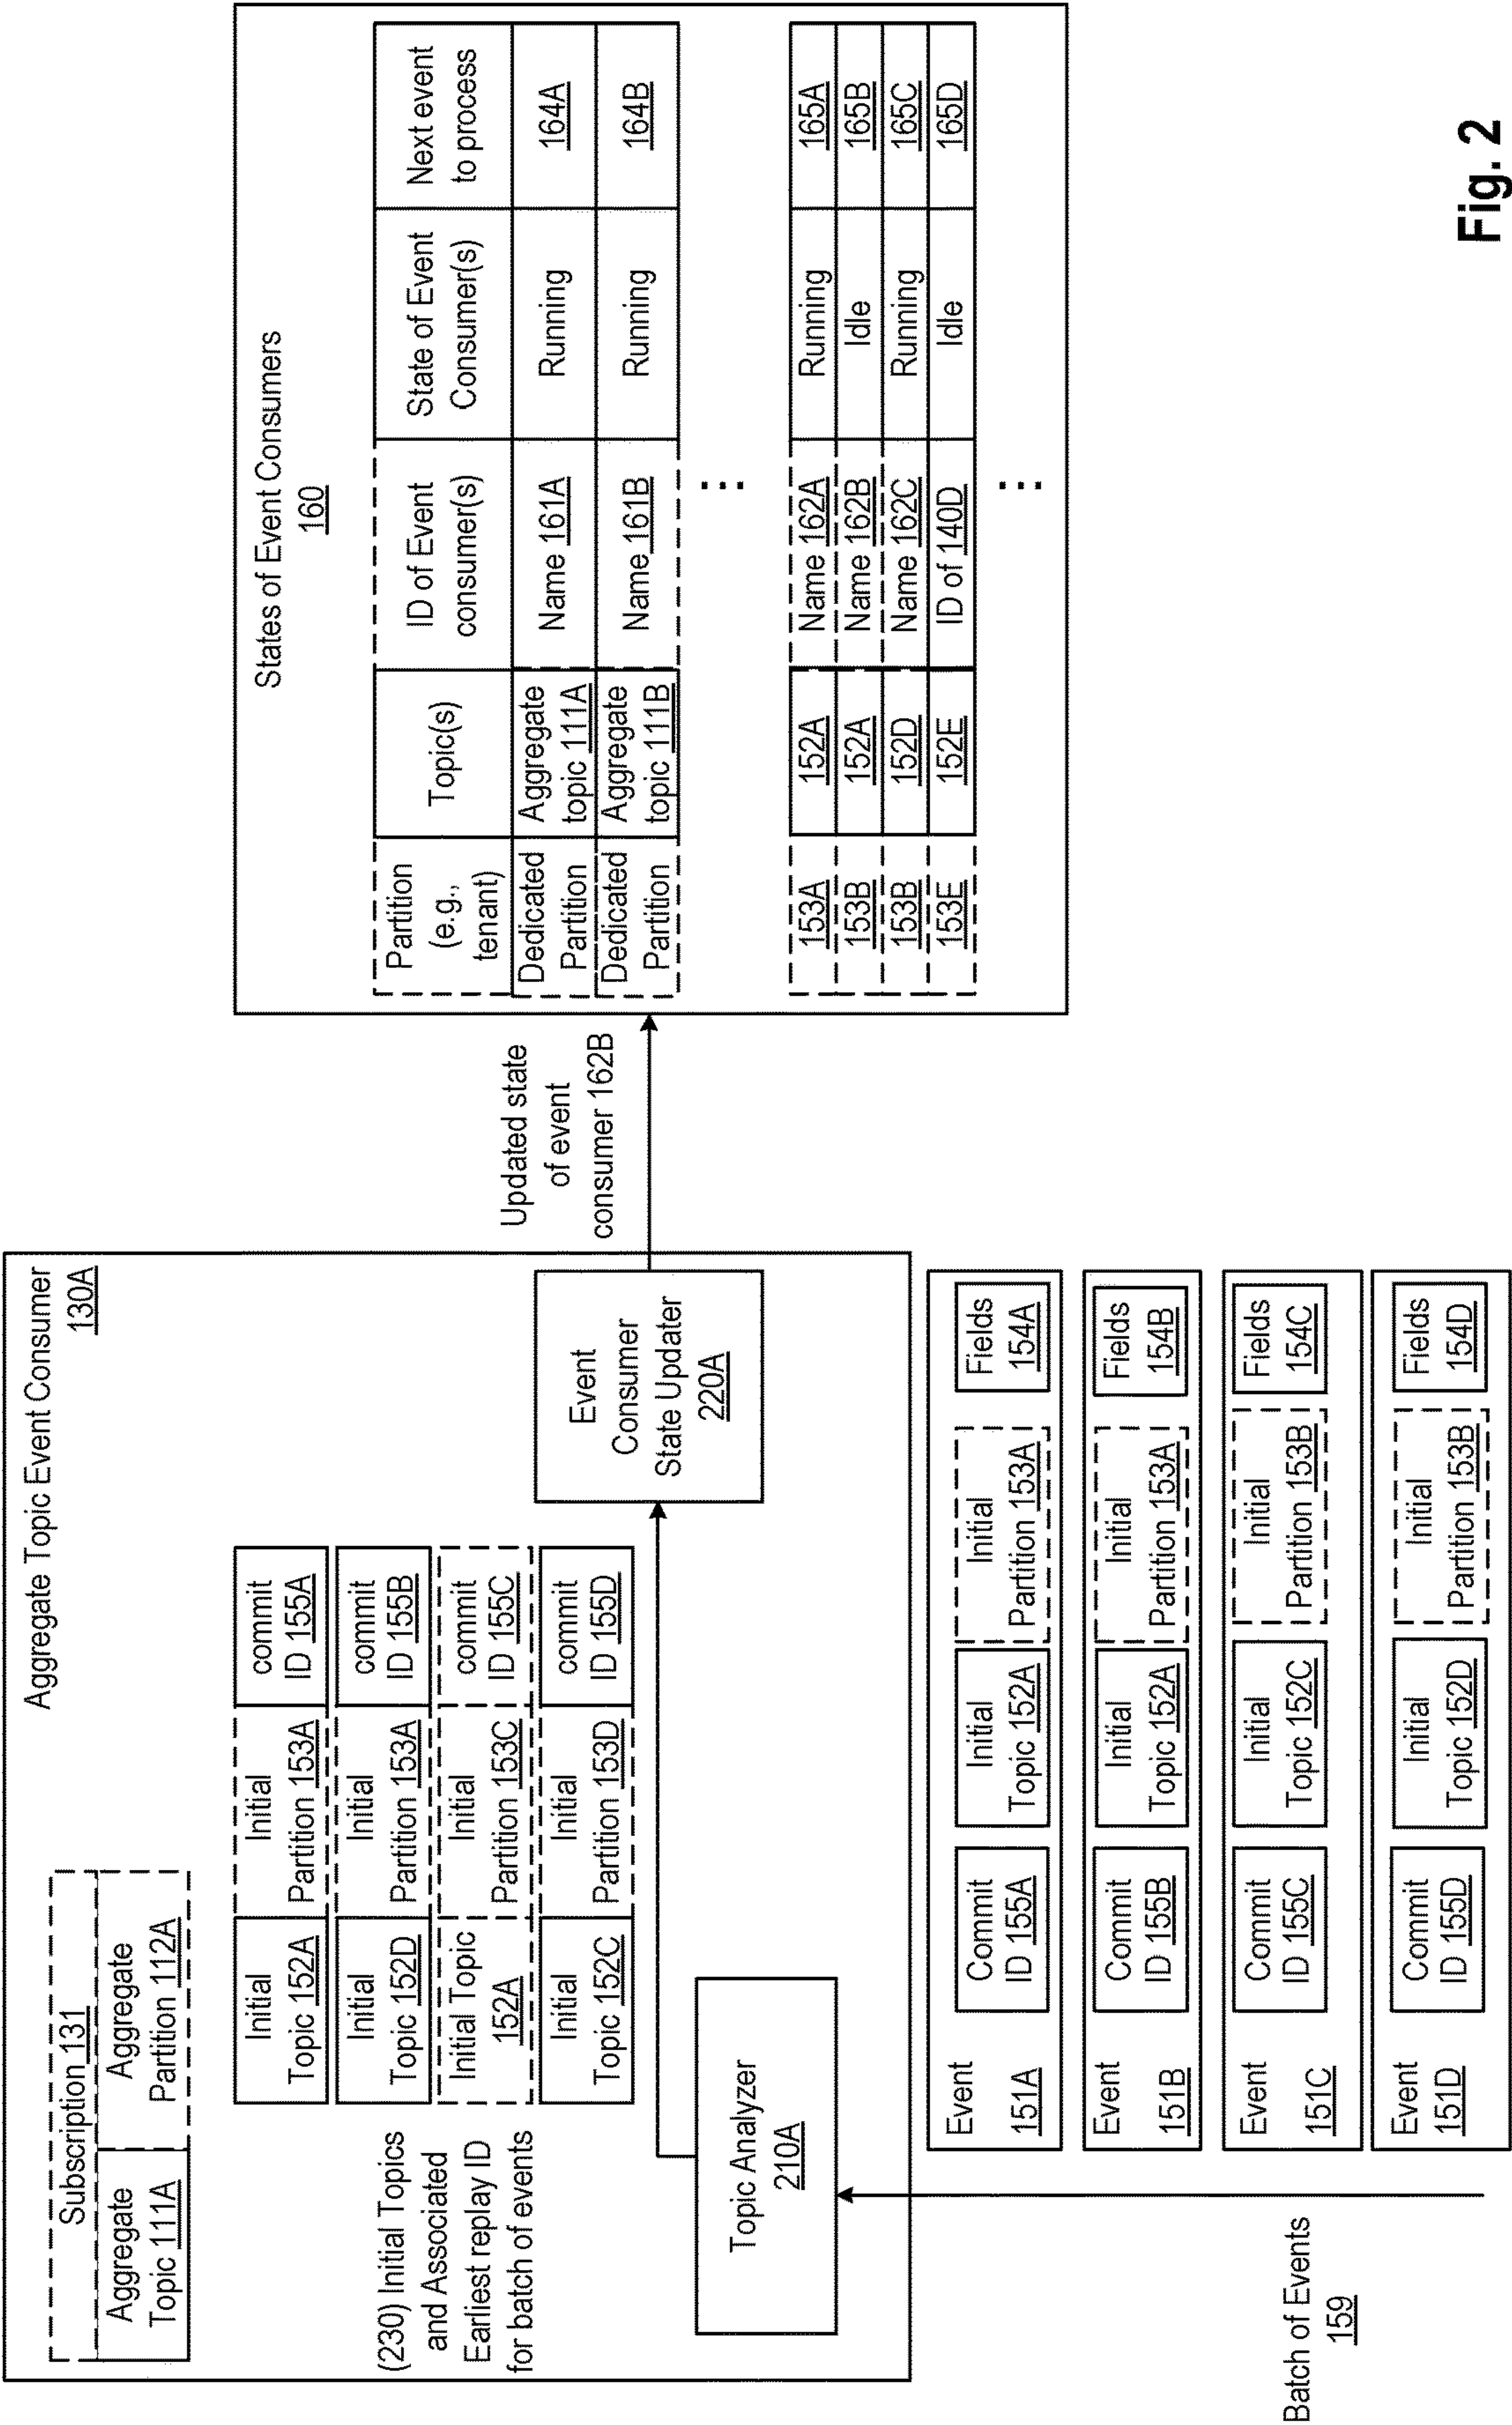 Aggregate Topic Event Consumer
130A
Subscription 131
Aggregate
Topic 111A
Aggregate
Partition 112A
(230) Initial Topics
and Associated
Earliest replay ID
for batch of events
Initial
Topic 152A
Initial
Partition 153A
commit
ID 155A
Initial
Topic 152D
Initial
Partition 153A
commit
ID 155B
Initial Topic
152A
Initial
Partition 153C
commit
ID 155C
Initial
Topic 152C
Initial
Partition 153D
commit
ID 155D
Topic Analyzer
210A
Event
Consumer
State Updater
220A
Updated state
of event
consumer 162B
Batch of Events
159
Event
151A
Commit
ID 155A
Initial
Topic 152A
Initial
Partition 153A
Fields
154A
Event
151B
Commit
ID 155B
Initial
Topic 152A
Initial
Partition 153A
Fields
154B
Event
151C
Commit
ID 155C
Initial
Topic 152C
Initial
Partition 153B
Fields
154C
Event
151D
Commit
ID 155D
Initial
Topic 152D
Initial
Partition 153B
Fields
154D
States of Event Consumers
160
Partition
(e.g.,
tenant)
Topic(s)
ID of Event
consumer(s)
State of Event
Consumer(s)
Next event
to process
Dedicated
Partition
Aggregate
topic 111A
Name 161A
Running
164A
Dedicated
Partition
Aggregate
topic 111B
Name 161B
Running
164B
⋮
153A 152A Name 162A Running 165A
153B 152A Name 162B Idle 165B
153B 152D Name 162C Running 165C
153E 152E ID of 140D Idle 165D
⋮
Fig. 2